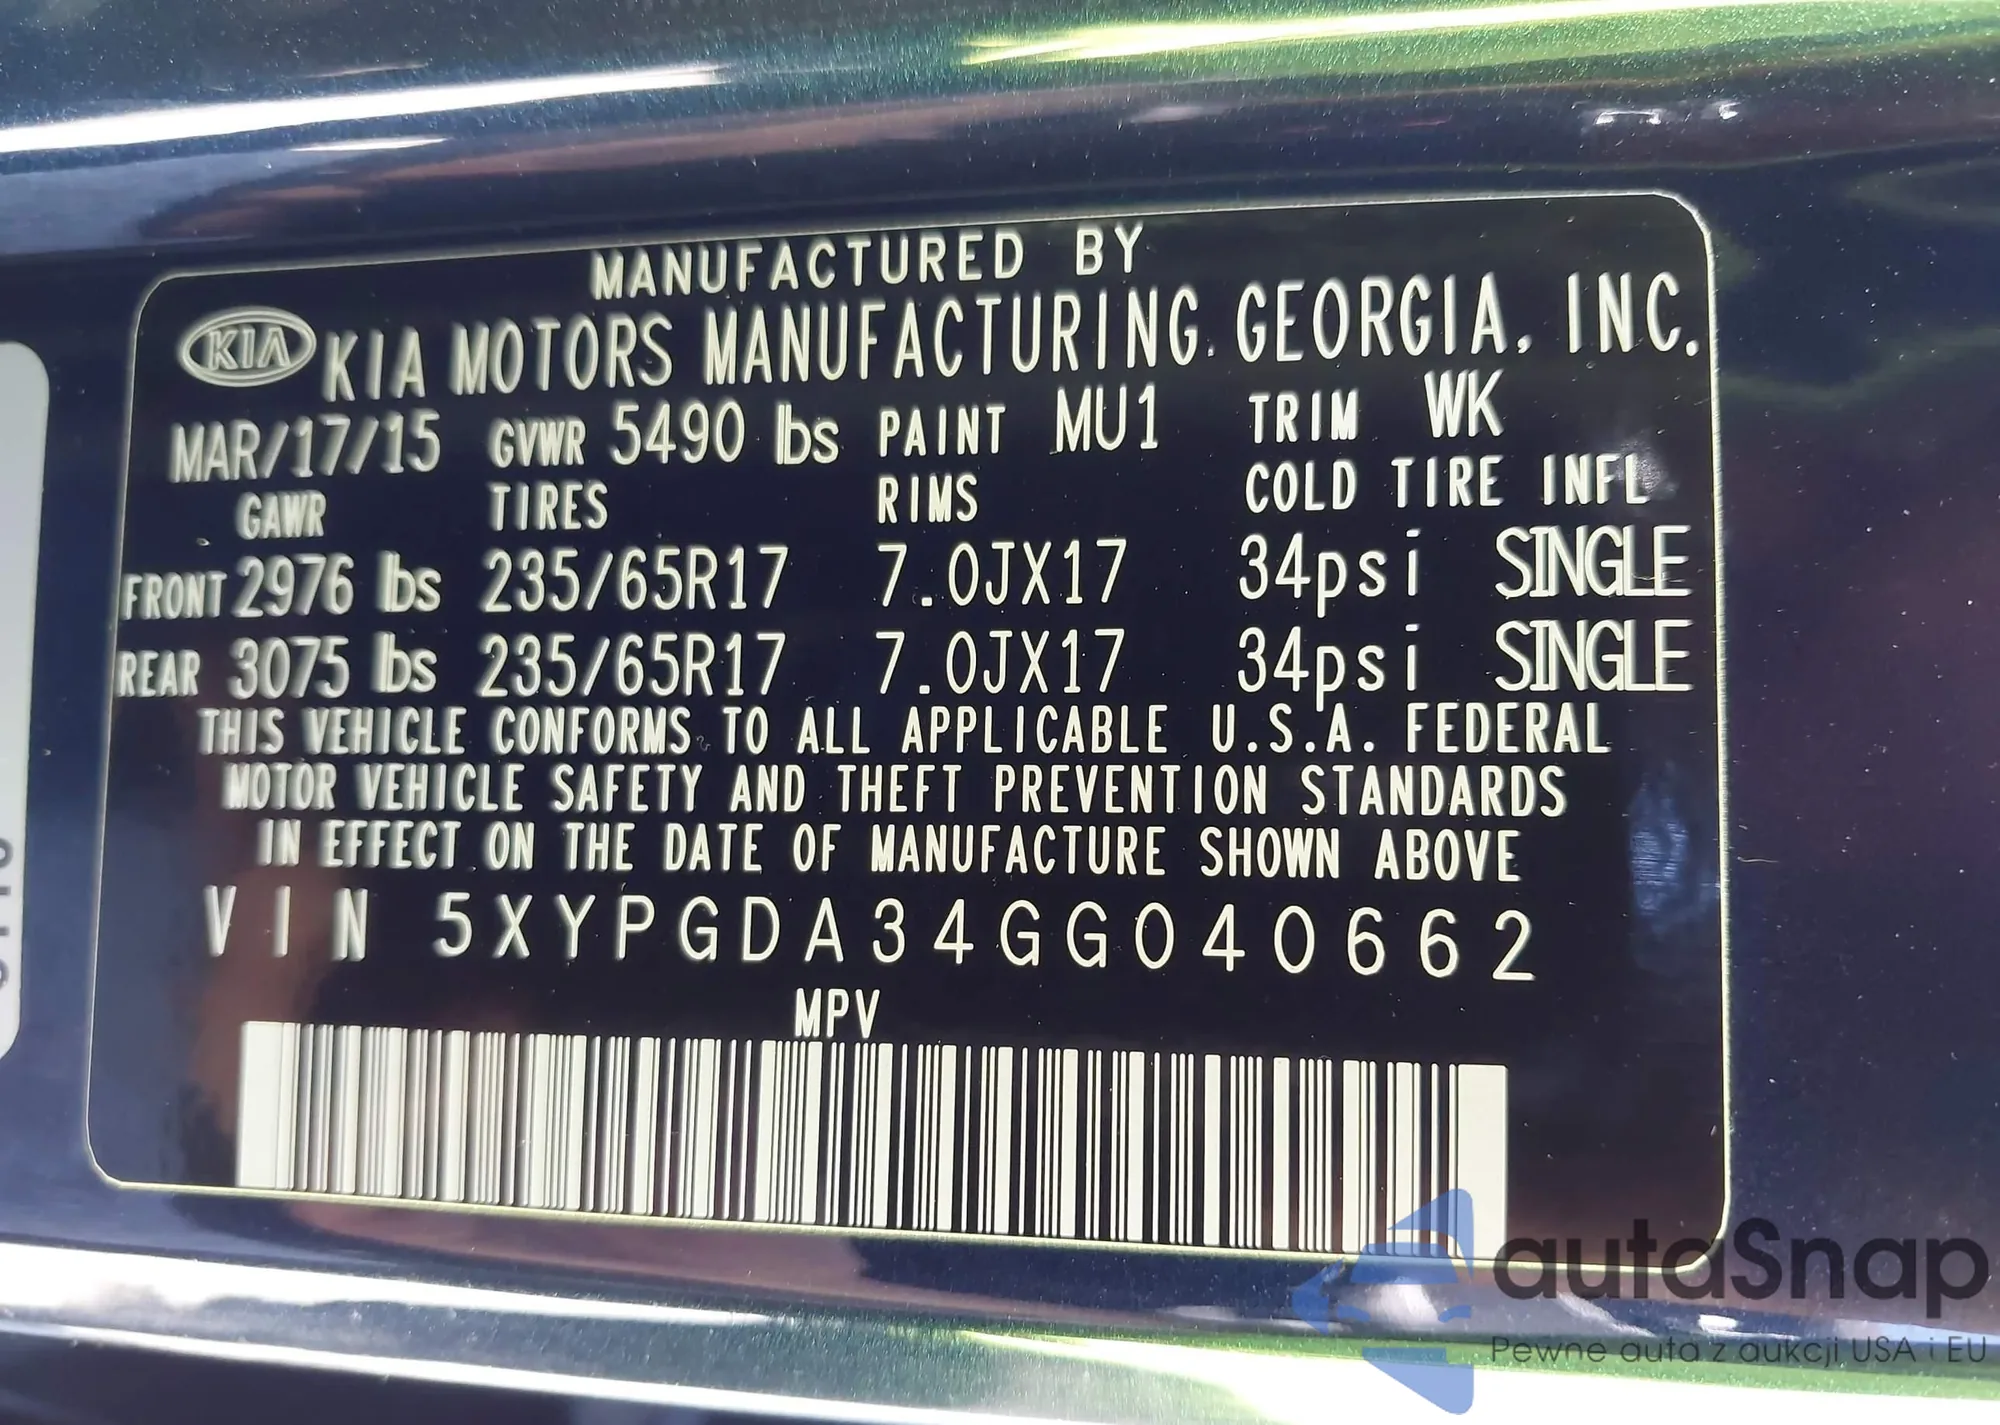 MANUFACTURED BY
KIA KIA MOTORS MANUFACTURING GEORGIA, INC.
MAR/17/15 GVWR 5490 lbs PAINT MU1 TRIM WK
GAWR TIRES RIMS COLD TIRE INFL
FRONT 2976 lbs 235/65R17 7.0JX17 34psi SINGLE
REAR 3075 lbs 235/65R17 7.0JX17 34psi SINGLE
THIS VEHICLE CONFORMS TO ALL APPLICABLE U.S.A. FEDERAL
MOTOR VEHICLE SAFETY AND THEFT PREVENTION STANDARDS
IN EFFECT ON THE DATE OF MANUFACTURE SHOWN ABOVE
VIN 5XYPGDA34GG040662
MPV
autaSnap
Pewne auta z aukcji USA i EU